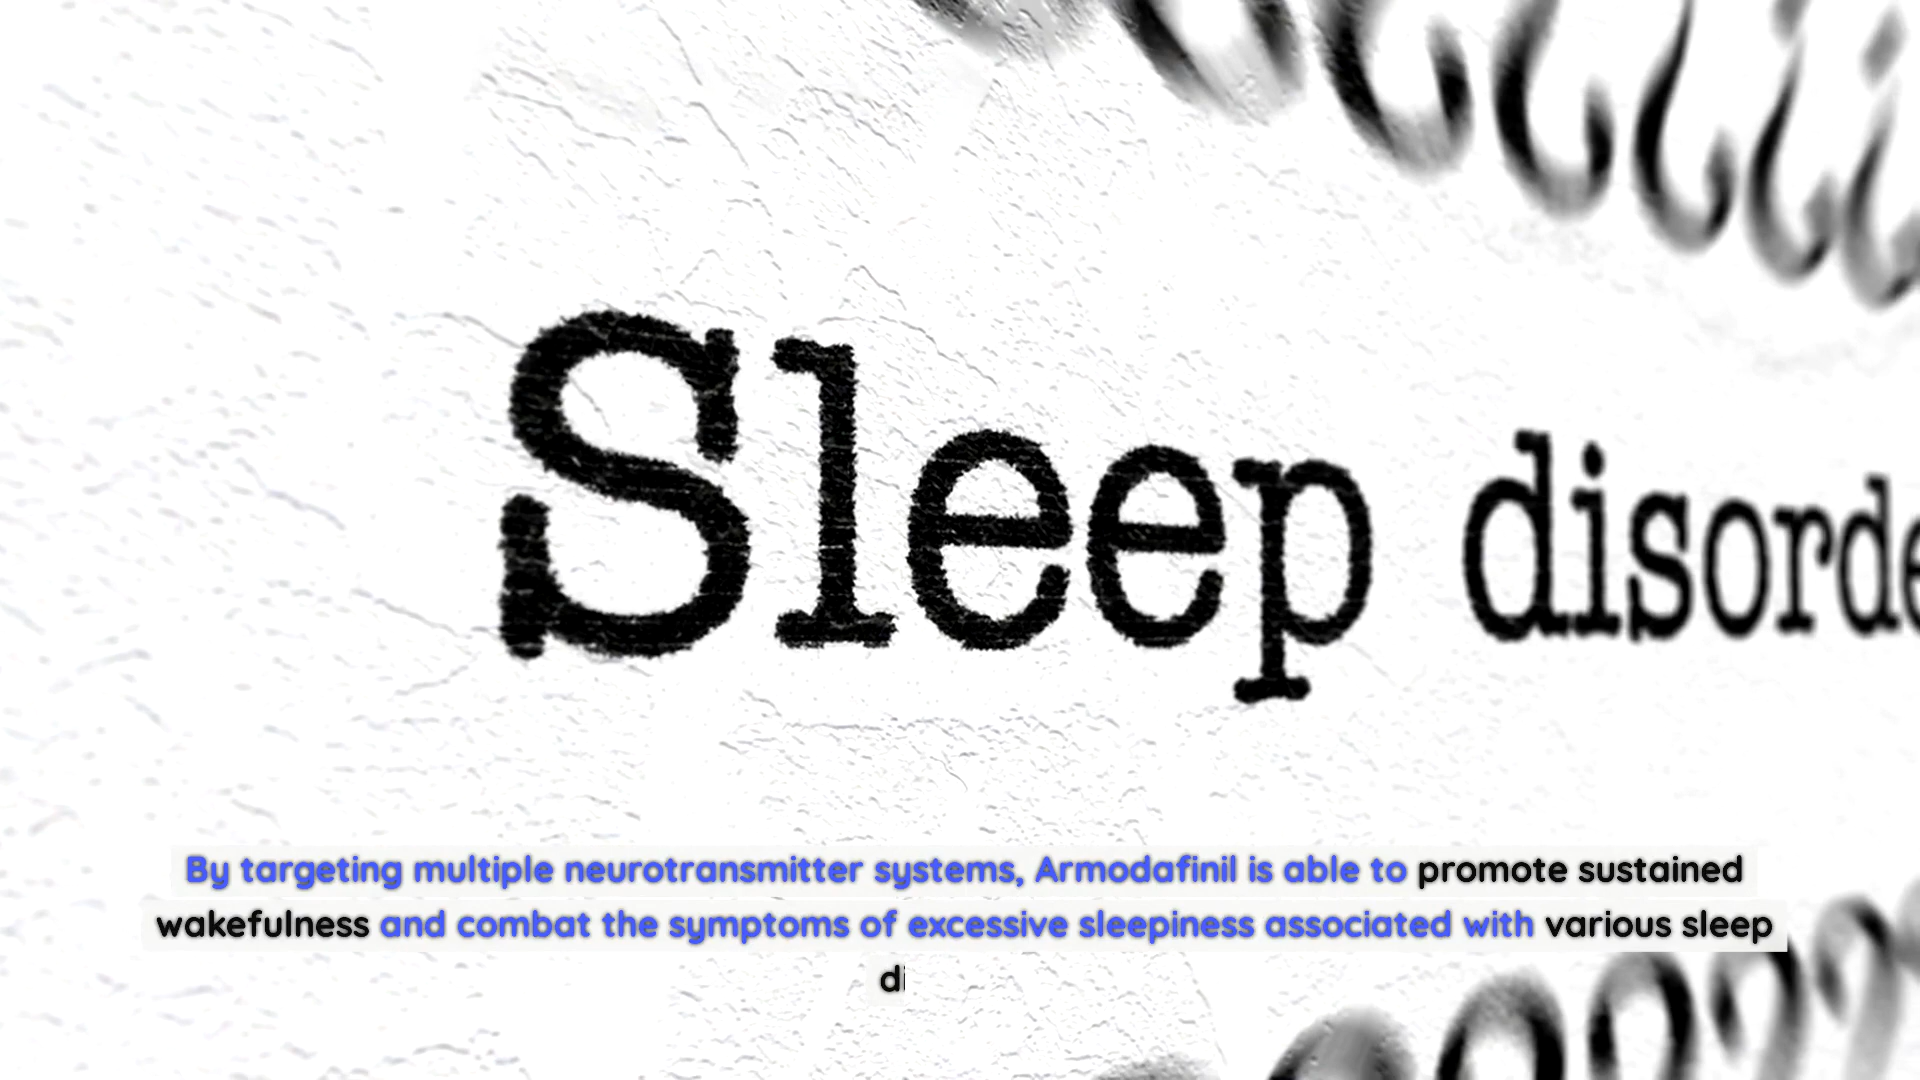 Sleep disorde
By targeting multiple neurotransmitter systems, Armodafinil is able to promote sustained
wakefulness and combat the symptoms of excessive sleepiness associated with various sleep
di